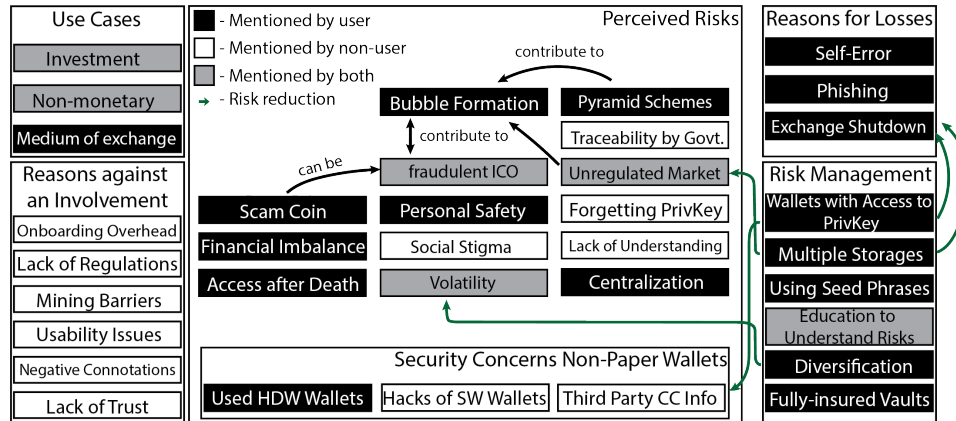 Use Cases
Investment
Non-monetary
Medium of exchange
Reasons against
an Involvement
Onboarding Overhead
Lack of Regulations
Mining Barriers
Usability Issues
Negative Connotations
Lack of Trust
Perceived Risks
- Mentioned by user
- Mentioned by non-user
- Mentioned by both
- Risk reduction
contribute to
Bubble Formation
Pyramid Schemes
contribute to
Traceability by Govt.
can be
fraudulent ICO
Unregulated Market
Scam Coin
Personal Safety
Forgetting PrivKey
Financial Imbalance
Social Stigma
Lack of Understanding
Access after Death
Volatility
Centralization
Security Concerns Non-Paper Wallets
Used HDW Wallets
Hacks of SW Wallets
Third Party CC Info
Reasons for Losses
Self-Error
Phishing
Exchange Shutdown
Risk Management
Wallets with Access to
PrivKey
Multiple Storages
Using Seed Phrases
Education to
Understand Risks
Diversification
Fully-insured Vaults